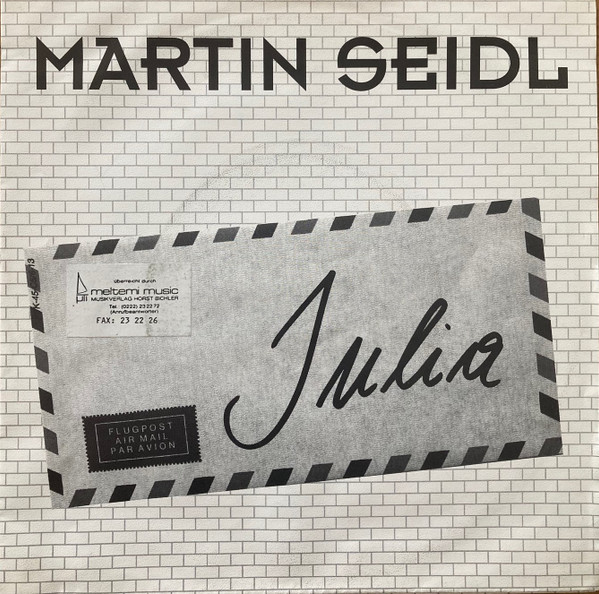 MARTIN SEIDL
überreicht durch
meltemi music
MUSIKVERLAG HORST BICHLER
Tel. (0222) 23 22 72
(Anrufbeantworter)
FAX: 23 22 26
Julia
FLUGPOST
AIR MAIL
PAR AVION